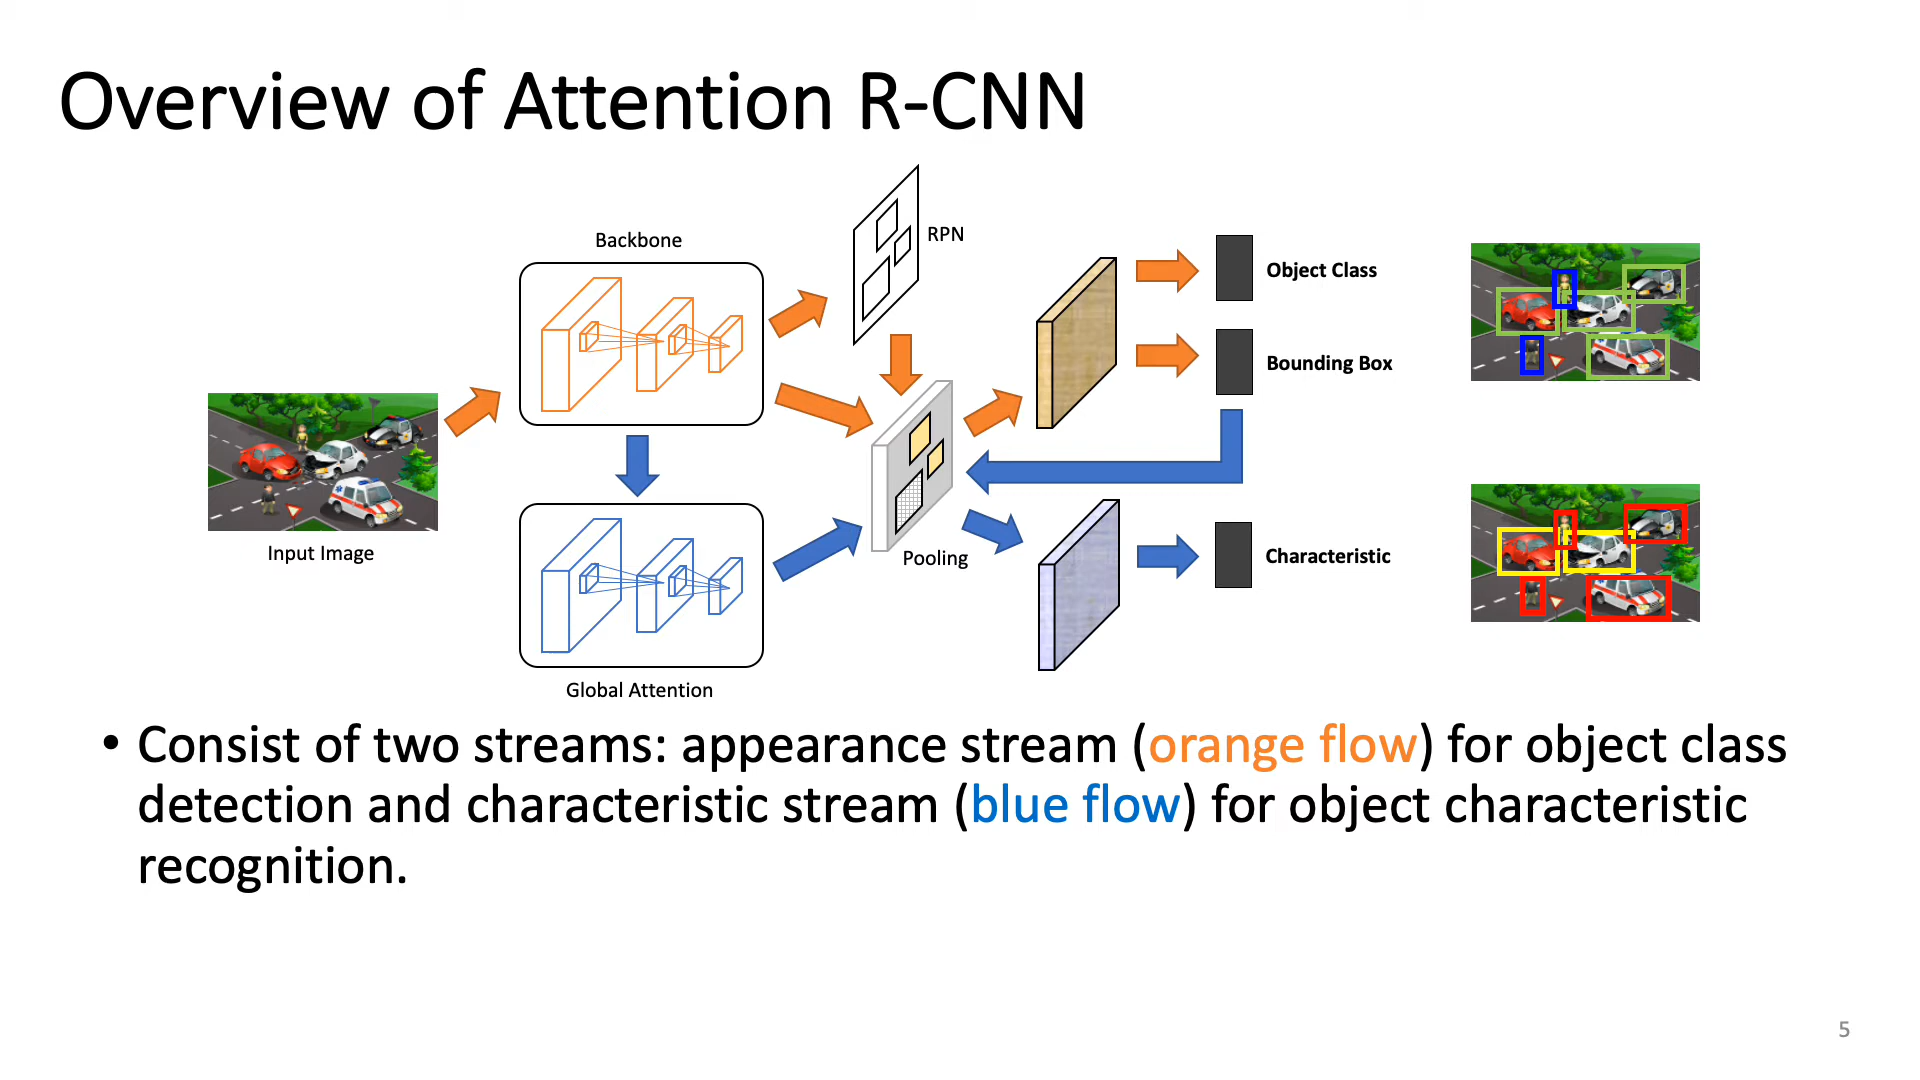 Overview of Attention R-CNN
RPN
Backbone
Object Class
Bounding Box
Input Image
Pooling
Characteristic
Global Attention
• Consist of two streams: appearance stream (orange flow) for object class
detection and characteristic stream (blue flow) for object characteristic
recognition.
5